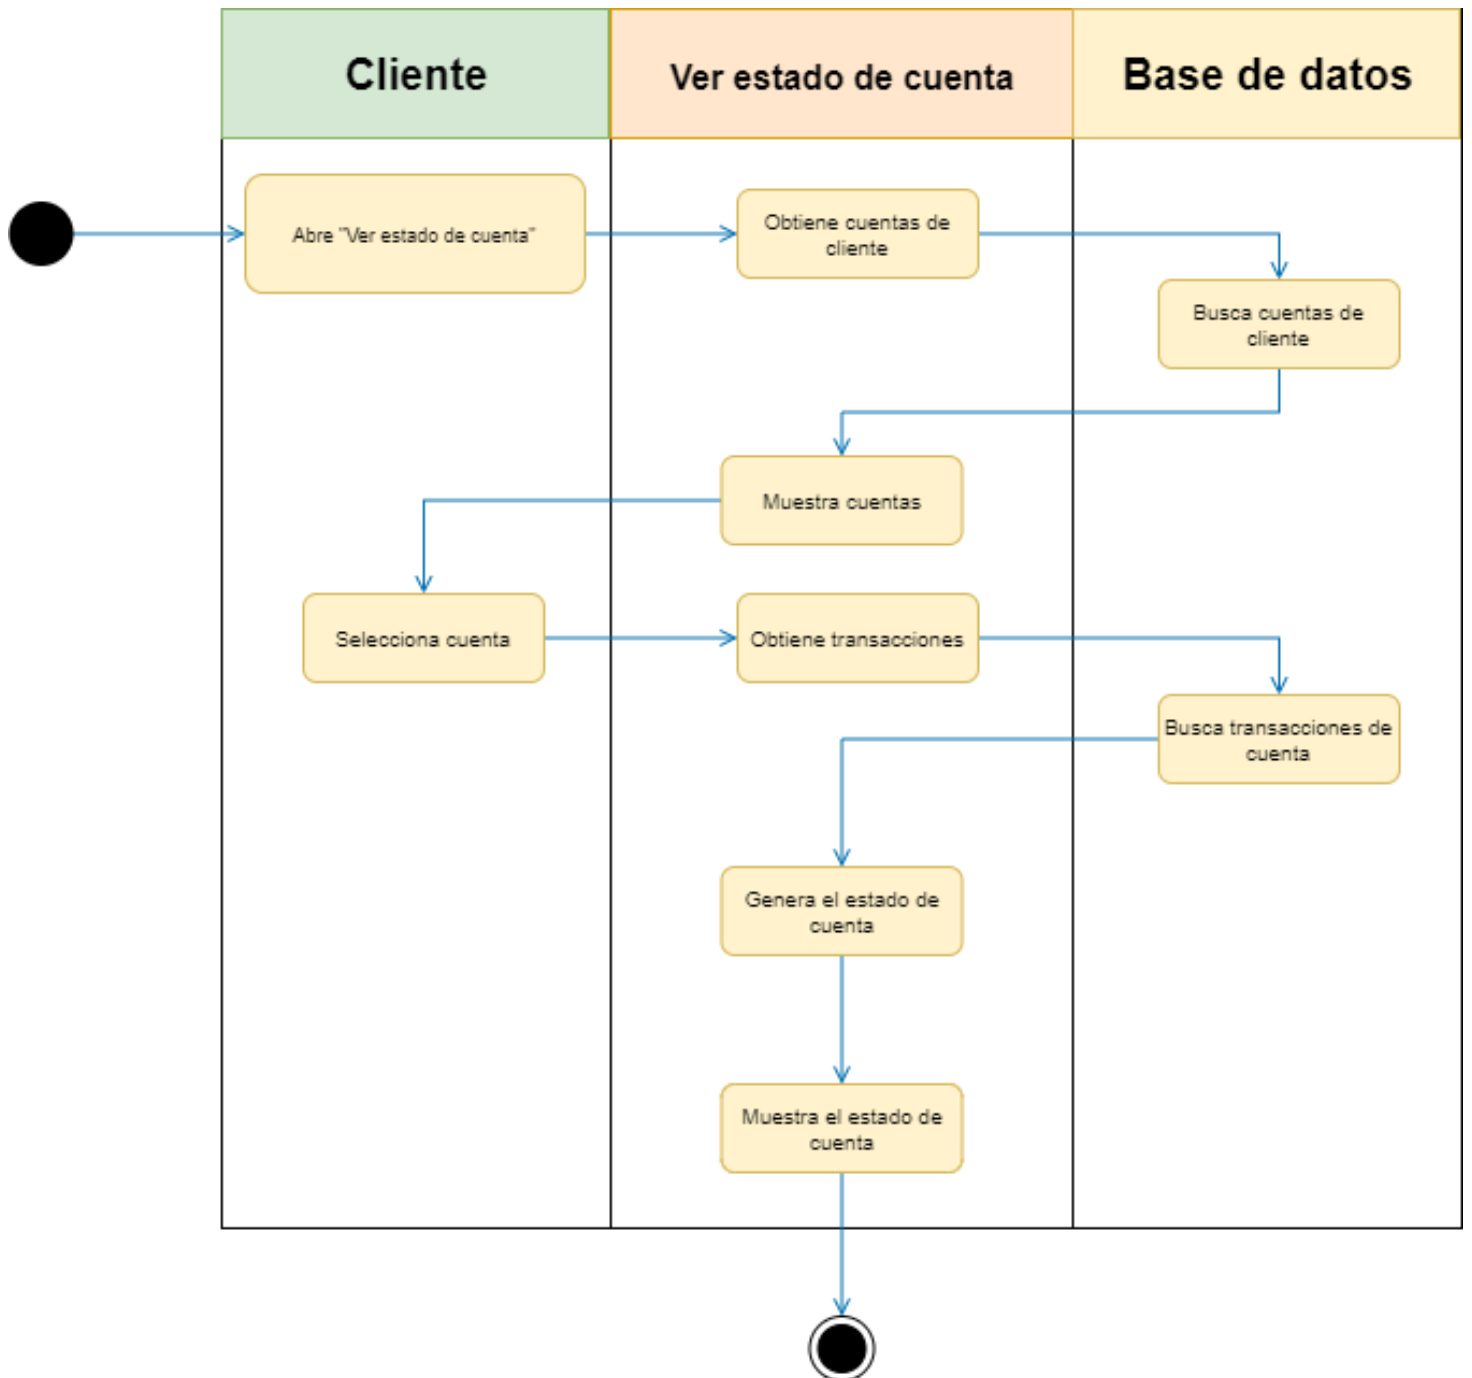 Cliente
Ver estado de cuenta
Base de datos
Abre "Ver estado de cuenta"
Obtiene cuentas de
cliente
Busca cuentas de
cliente
Muestra cuentas
Selecciona cuenta
Obtiene transacciones
Busca transacciones de
cuenta
Genera el estado de
cuenta
Muestra el estado de
cuenta